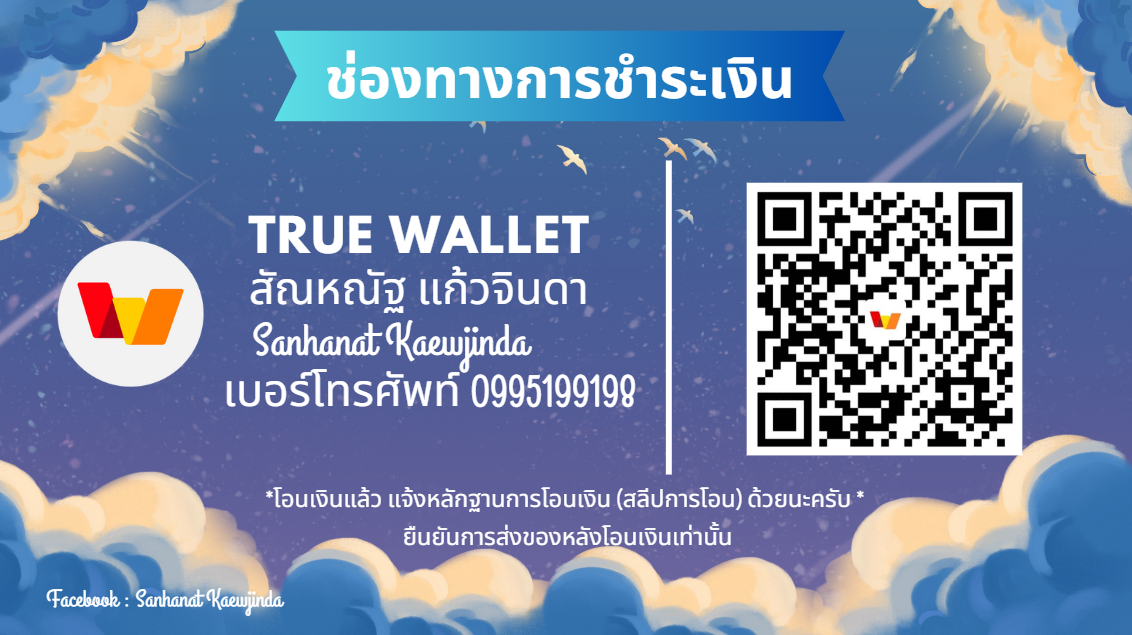 ช่องทางการชำระเงิน
TRUE WALLET
สัณหณัฐ แก้วจินดา
Sanhanat Kaewjinda
เบอร์โทรศัพท์ 0995199198
*โอนเงินแล้ว แจ้งหลักฐานการโอนเงิน (สลีปการโอน) ด้วยนะครับ *
ยืนยันการส่งของหลังโอนเงินเท่านั้น
Facebook : Sanhanat Kaewjinda